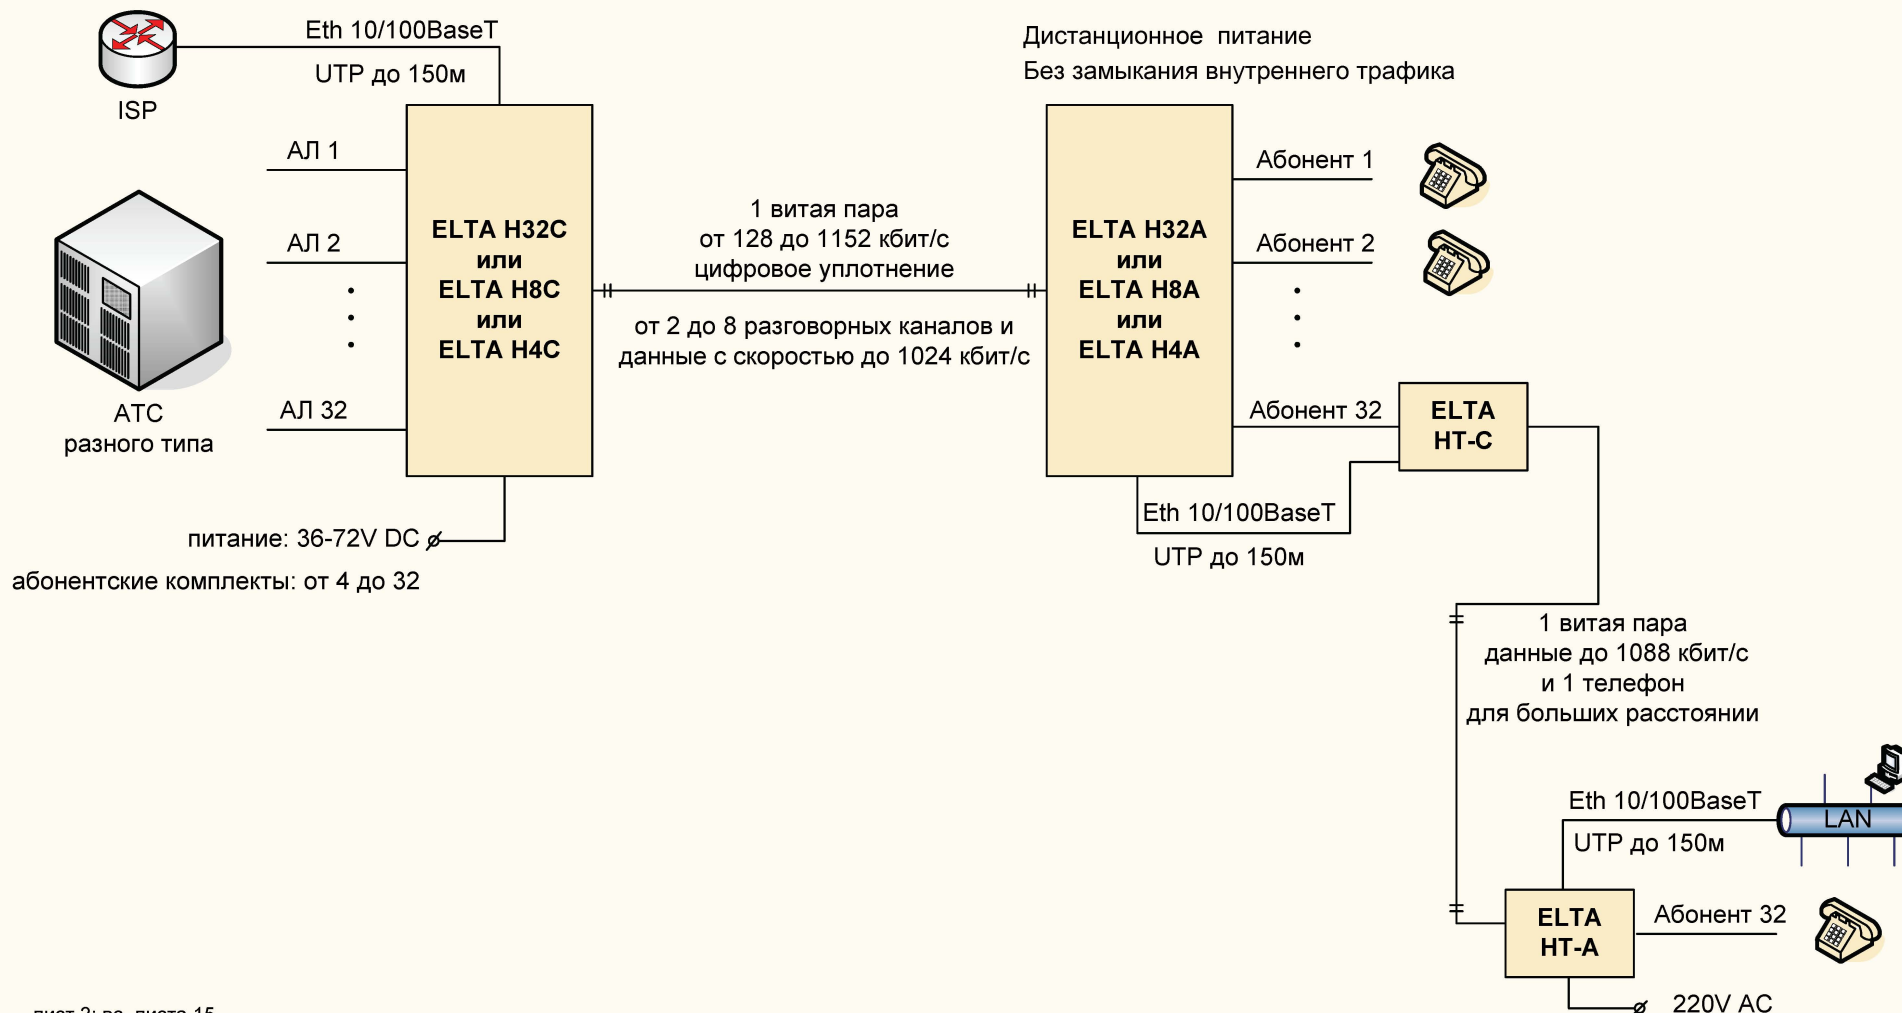 Eth 10/100BaseT
UTP до 150м
ISP
Дистанционное питание
Без замыкания внутреннего трафика
АЛ 1
АЛ 2
АЛ 32
АТС
разного типа
ELTA H32C
или
ELTA H8C
или
ELTA H4C
питание: 36-72V DC
абонентские комплекты: от 4 до 32
1 витая пара
от 128 до 1152 кбит/с
цифровое уплотнение
от 2 до 8 разговорных каналов и
данные с скоростью до 1024 кбит/с
ELTA H32A
или
ELTA H8A
или
ELTA H4A
Абонент 1
Абонент 2
Абонент 32
ELTA
HT-C
Eth 10/100BaseT
UTP до 150м
1 витая пара
данные до 1088 кбит/с
и 1 телефон
для больших расстоянии
Eth 10/100BaseT
UTP до 150м
LAN
ELTA
HT-A
Абонент 32
220V AC